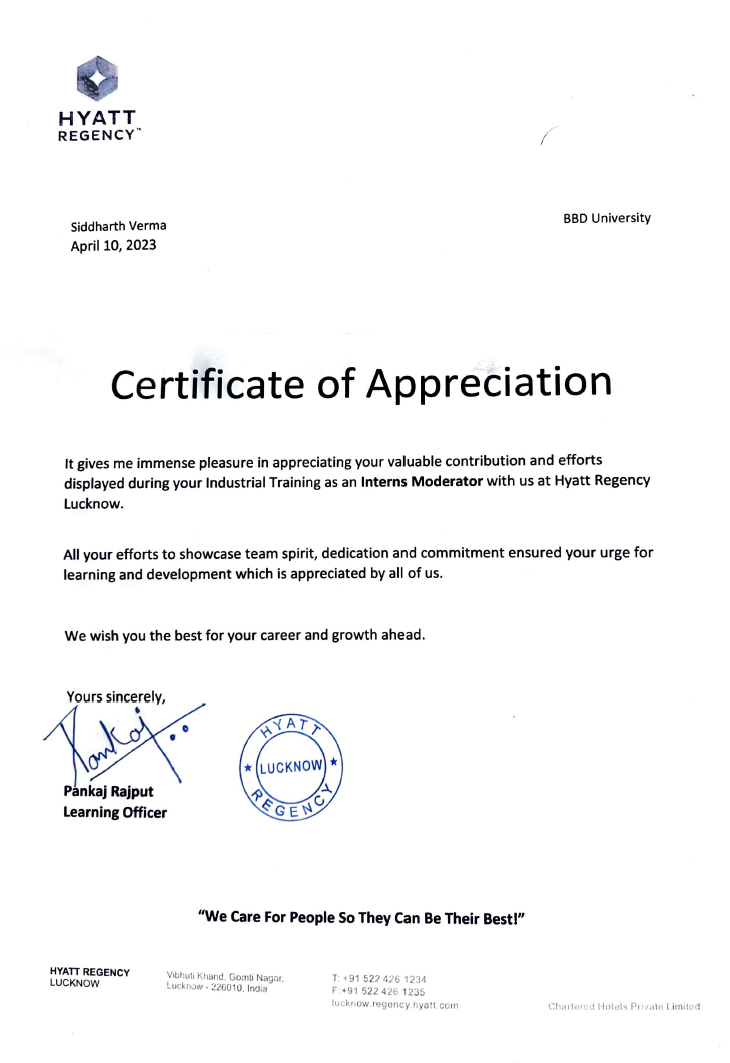 HYATT
REGENCY™
Siddharth Verma
BBD University
April 10, 2023
Certificate of Appreciation
It gives me immense pleasure in appreciating your valuable contribution and efforts
displayed during your Industrial Training as an Interns Moderator with us at Hyatt Regency
Lucknow.
All your efforts to showcase team spirit, dedication and commitment ensured your urge for
learning and development which is appreciated by all of us.
We wish you the best for your career and growth ahead.
Yours sincerely,
Pankaj
HYATT
LUCKNOW
REGENCY
Pankaj Rajput
Learning Officer
"We Care For People So They Can Be Their Best!"
HYATT REGENCY
LUCKNOW
Vibhuti Khand, Gomti Nagar,
Lucknow - 226010, India
T: +91 522 426 1234
F:+91 522 426 1235
lucknow.regency.hyatt.com
Chartered Hotels Private Limited